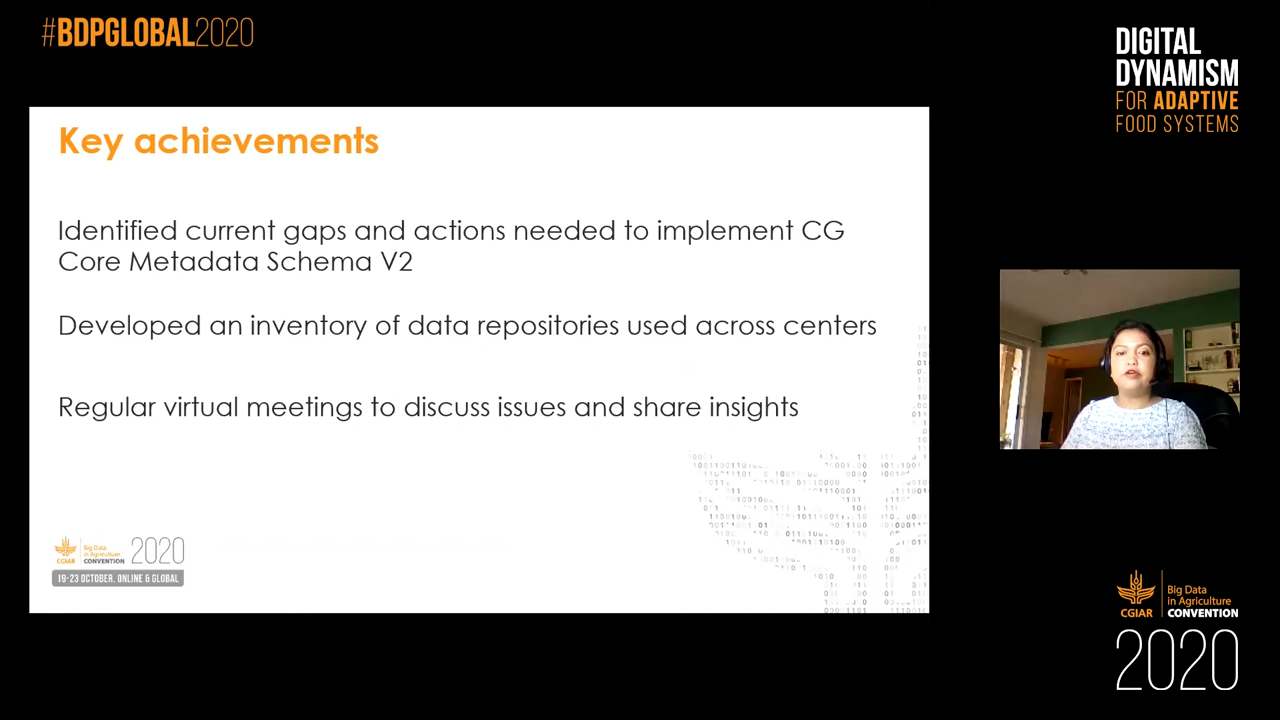 #BDPGLOBAL2020
DIGITAL
DYNAMISM
FOR ADAPTIVE
FOOD SYSTEMS
Key achievements
Identified current gaps and actions needed to implement CG
Core Metadata Schema V2
Developed an inventory of data repositories used across centers
Regular virtual meetings to discuss issues and share insights
CGIAR
Big Data
in Agriculture
CONVENTION
2020
19-23 OCTOBER, ONLINE & GLOBAL
CGIAR
Big Data
in Agriculture
CONVENTION
2020